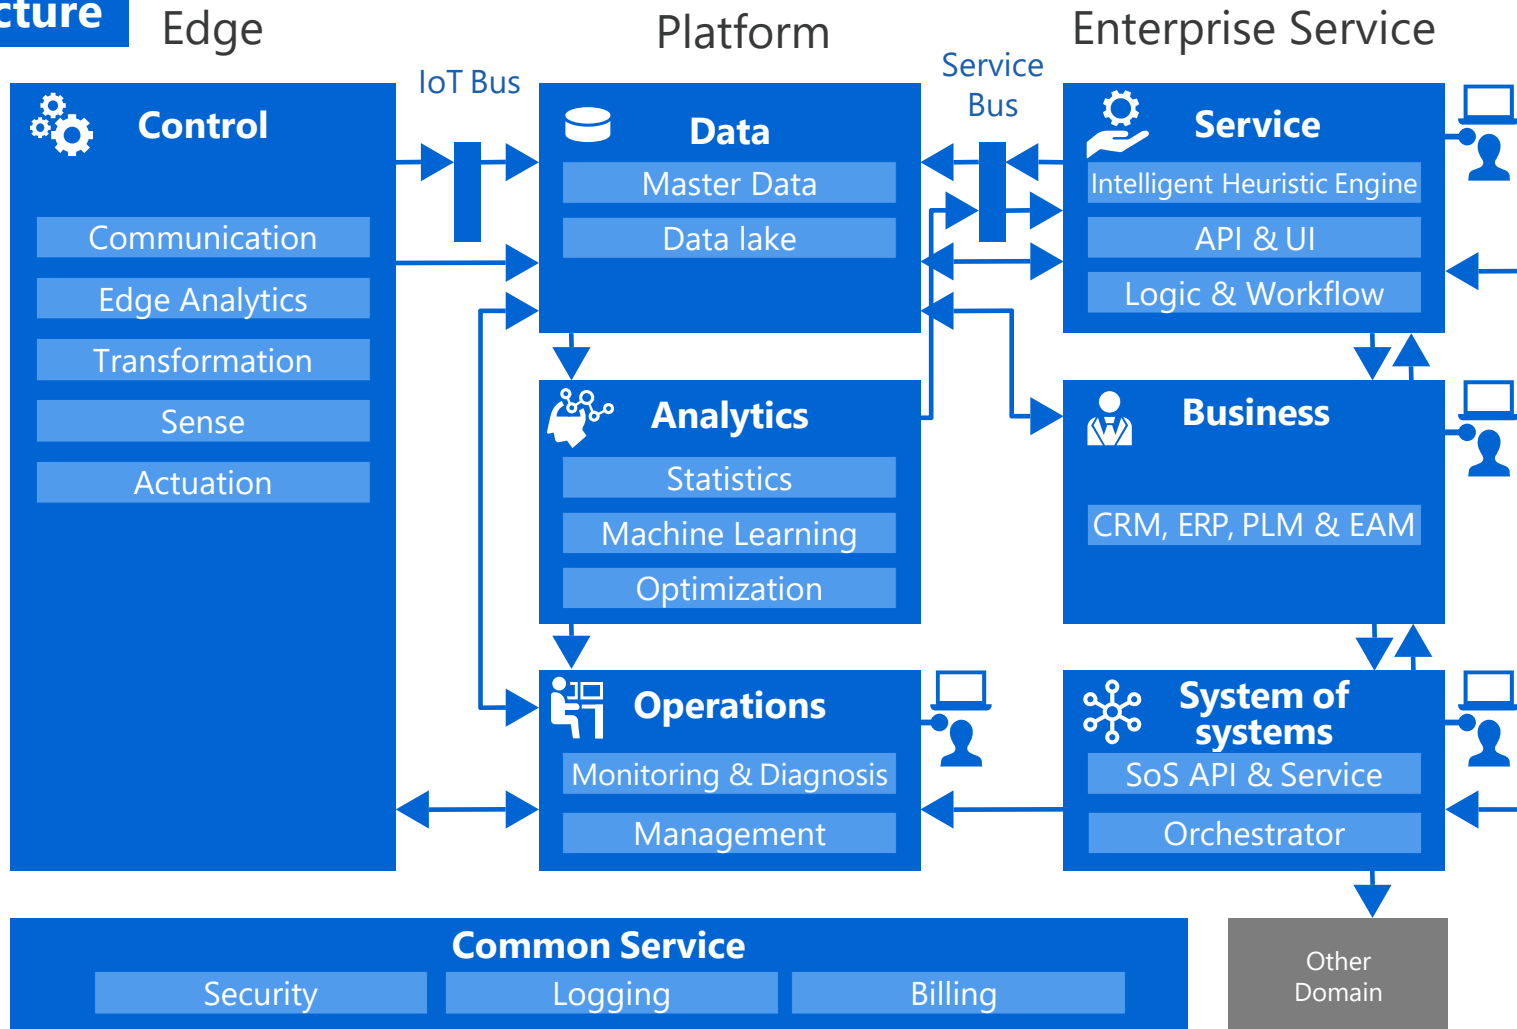 Edge
Platform
Enterprise Service
IoT Bus
Service
Bus
Control
Communication
Edge Analytics
Transformation
Sense
Actuation
Data
Master Data
Data lake
Analytics
Statistics
Machine Learning
Optimization
Operations
Monitoring & Diagnosis
Management
Service
Intelligent Heuristic Engine
API & UI
Logic & Workflow
Business
CRM, ERP, PLM & EAM
System of
systems
SoS API & Service
Orchestrator
Common Service
Security
Logging
Billing
Other
Domain